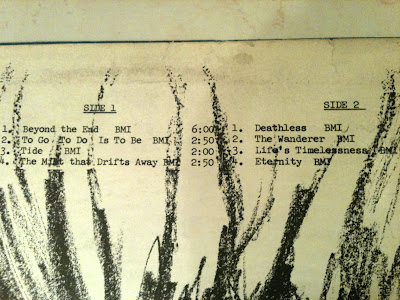 SIDE 1
1. Beyond the End BMI 6:00
2. To Go To Do Is To Be BMI 2:50
3. Tide BMI 2:00
4. The Mist that Drifts Away BMI 2:50
SIDE 2
1. Deathless BMI
2. The Wanderer BMI
3. Life's Timelessness BMI
4. Eternity BMI